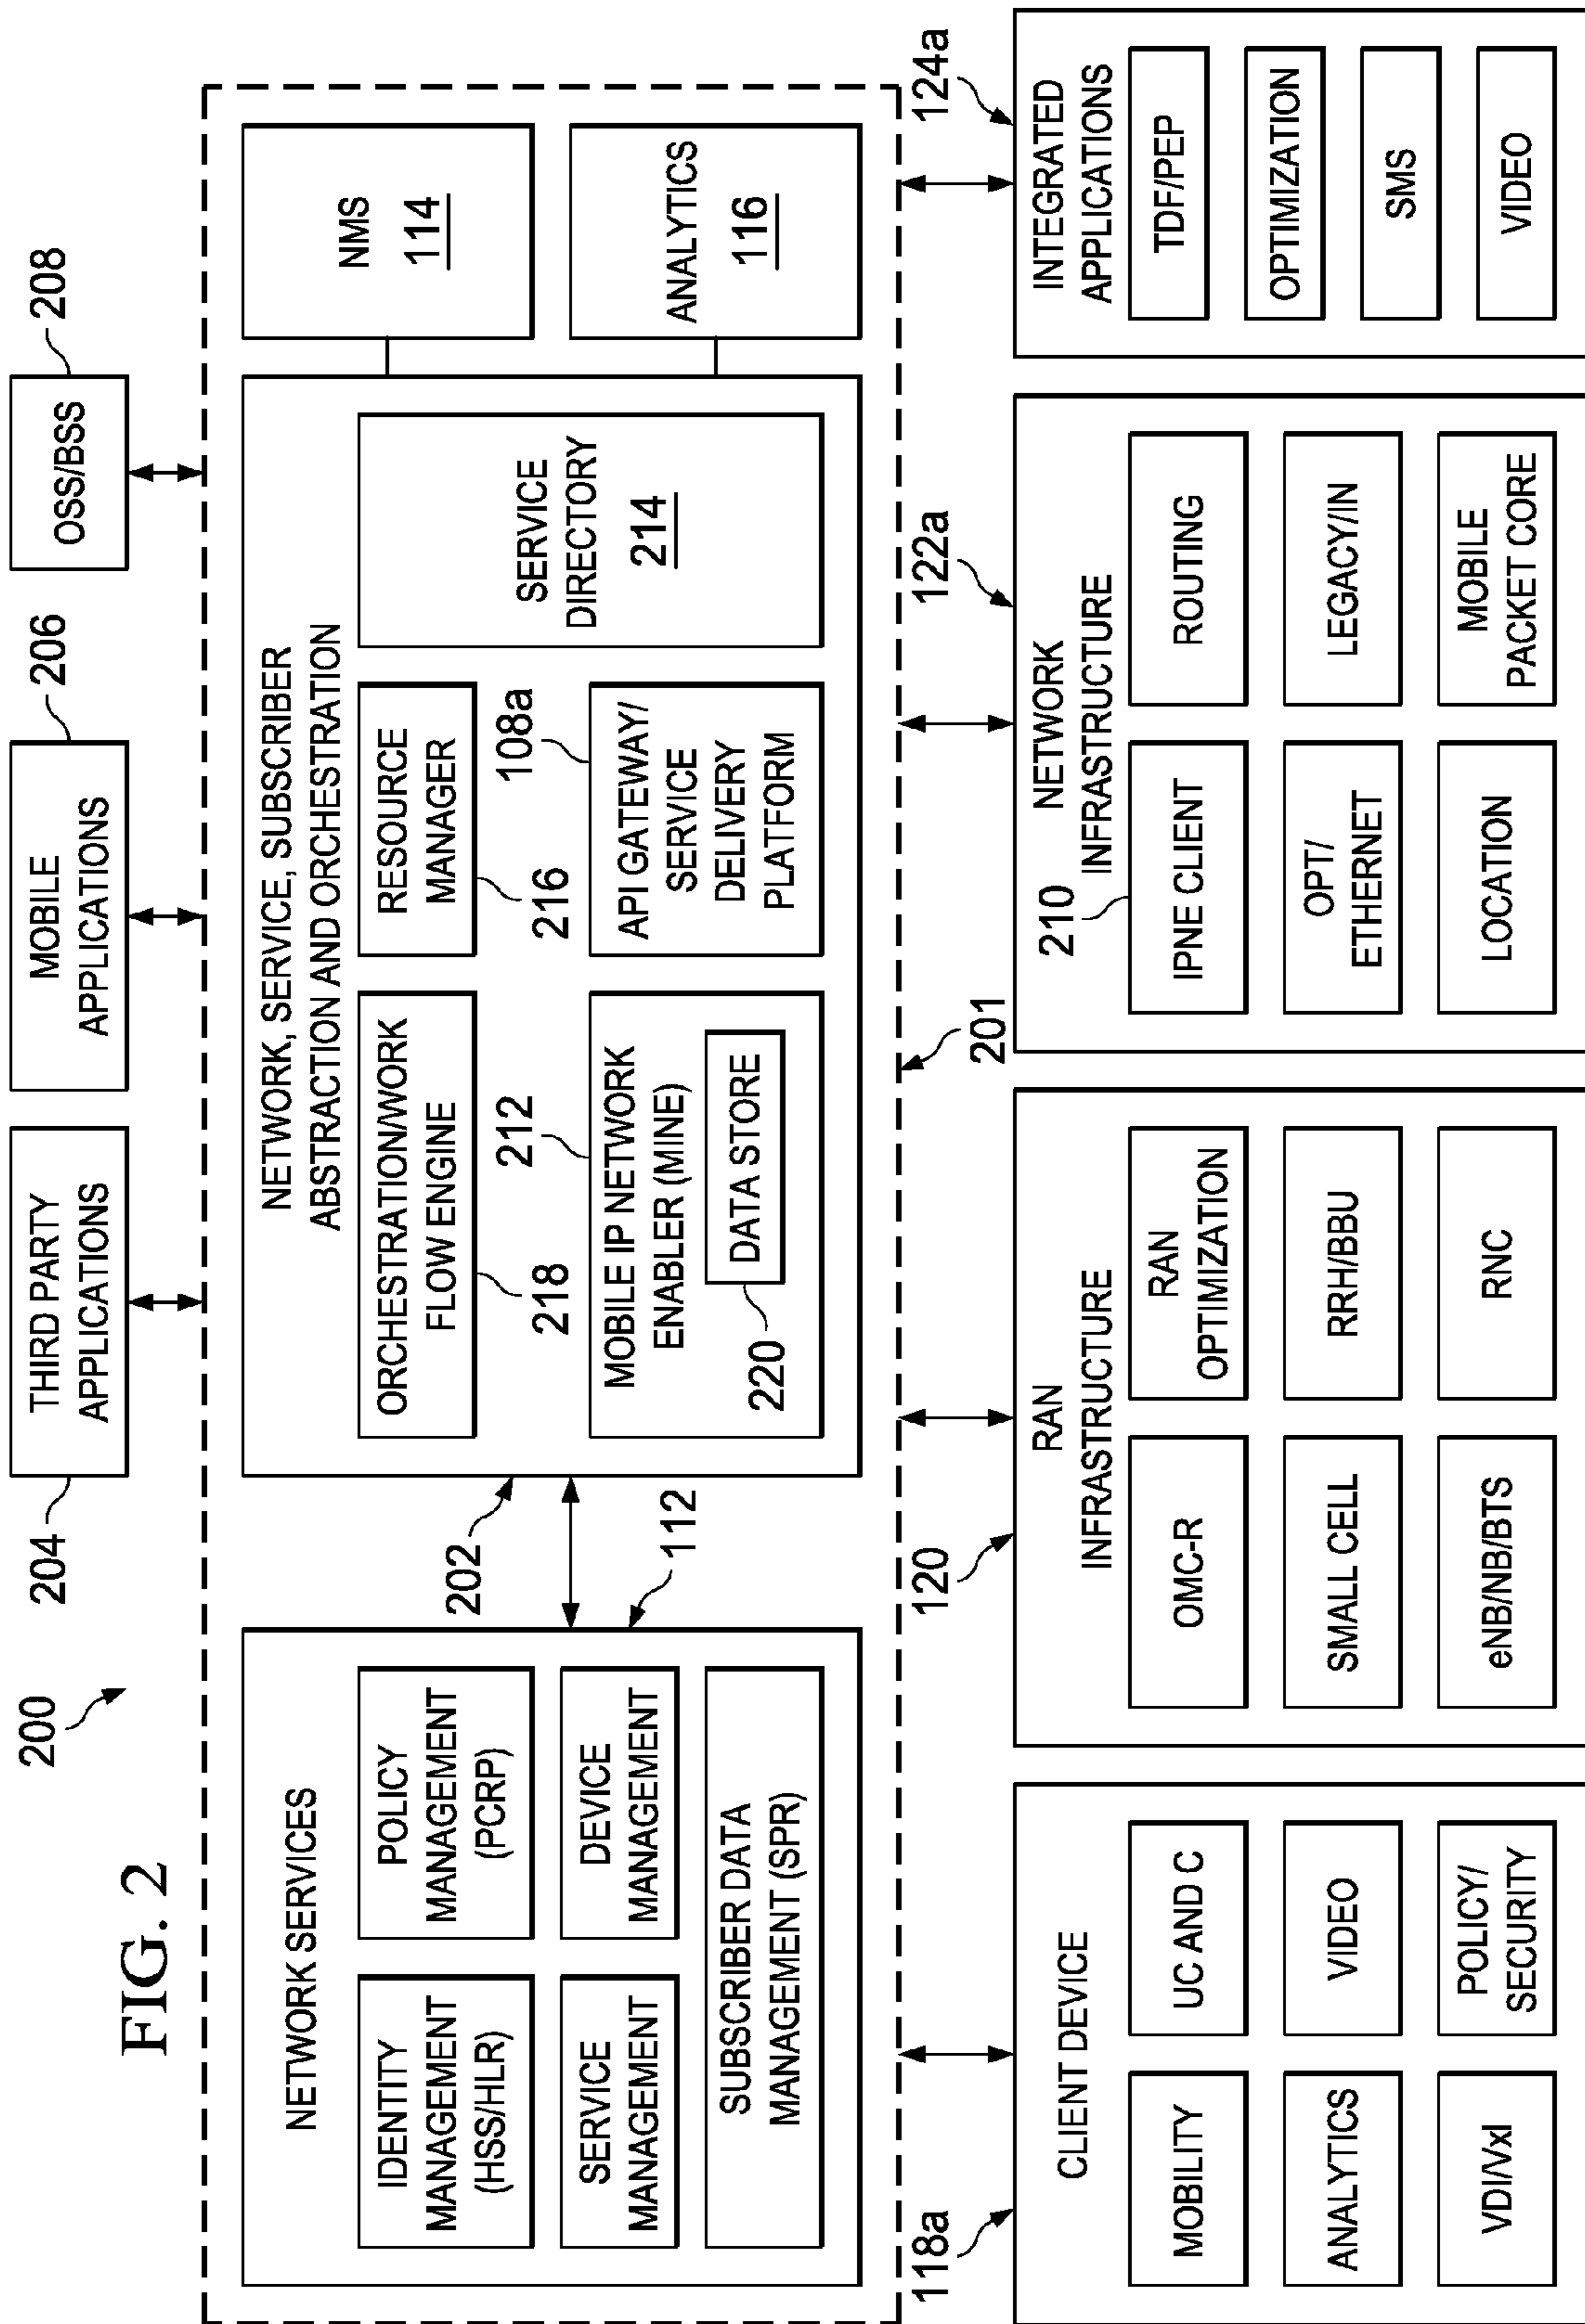 FIG. 2
200
204
THIRD PARTY
APPLICATIONS
206
MOBILE
APPLICATIONS
208
OSS/BSS
NETWORK SERVICES
IDENTITY
MANAGEMENT
(HSS/HLR)
POLICY
MANAGEMENT
(PCRP)
SERVICE
MANAGEMENT
DEVICE
MANAGEMENT
SUBSCRIBER DATA
MANAGEMENT (SPR)
202
112
NETWORK, SERVICE, SUBSCRIBER
ABSTRACTION AND ORCHESTRATION
ORCHESTRATION/WORK
FLOW ENGINE
218
RESOURCE
MANAGER
216
212
MOBILE IP NETWORK
ENABLER (MINE)
DATA STORE
220
108a
API GATEWAY/
SERVICE
DELIVERY
PLATFORM
SERVICE
DIRECTORY
214
NMS
114
ANALYTICS
116
201
118a
CLIENT DEVICE
MOBILITY
UC AND C
ANALYTICS
VIDEO
VDI/VxI
POLICY/
SECURITY
120
RAN
INFRASTRUCTURE
OMC-R
RAN
OPTIMIZATION
SMALL CELL
RRH/BBU
eNB/NB/BTS
RNC
122a
NETWORK
INFRASTRUCTURE
210
IPNE CLIENT
ROUTING
OPT/
ETHERNET
LEGACY/IN
LOCATION
MOBILE
PACKET CORE
124a
INTEGRATED
APPLICATIONS
TDF/PEP
OPTIMIZATION
SMS
VIDEO